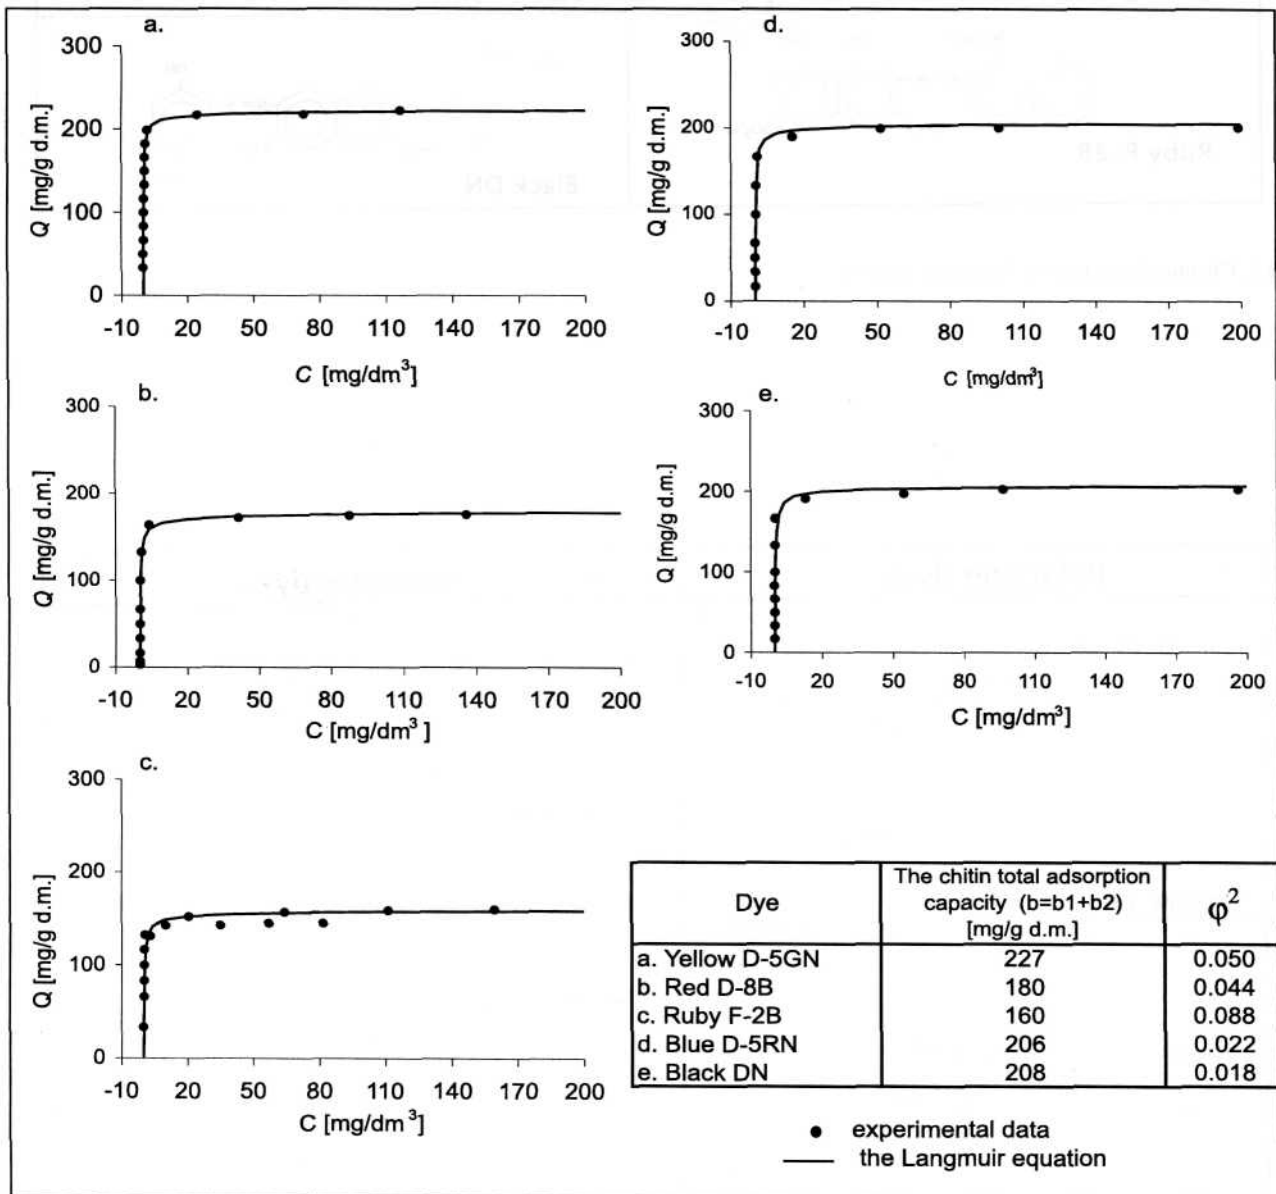 a.
300
200
100
0
Q [mg/g d.m.]
-10 20 50 80 110 140 170 200
C [mg/dm³]
d.
300
200
100
0
Q [mg/g d.m.]
-10 20 50 80 110 140 170 200
C [mg/dm³]
b.
300
200
100
0
Q [mg/g d.m.]
-10 20 50 80 110 140 170 200
C [mg/dm³ ]
e.
300
200
100
0
Q [mg/g d.m.]
-10 20 50 80 110 140 170 200
C [mg/dm³]
c.
300
200
100
0
Q [mg/g d.m.]
-10 20 50 80 110 140 170 200
C [mg/dm³]
Dye
The chitin total adsorption
capacity (b=b1+b2)
[mg/g d.m.]
φ²
a. Yellow D-5GN 227 0.050
b. Red D-8B 180 0.044
c. Ruby F-2B 160 0.088
d. Blue D-5RN 206 0.022
e. Black DN 208 0.018
experimental data
the Langmuir equation
Ruby F-2B
Black DN